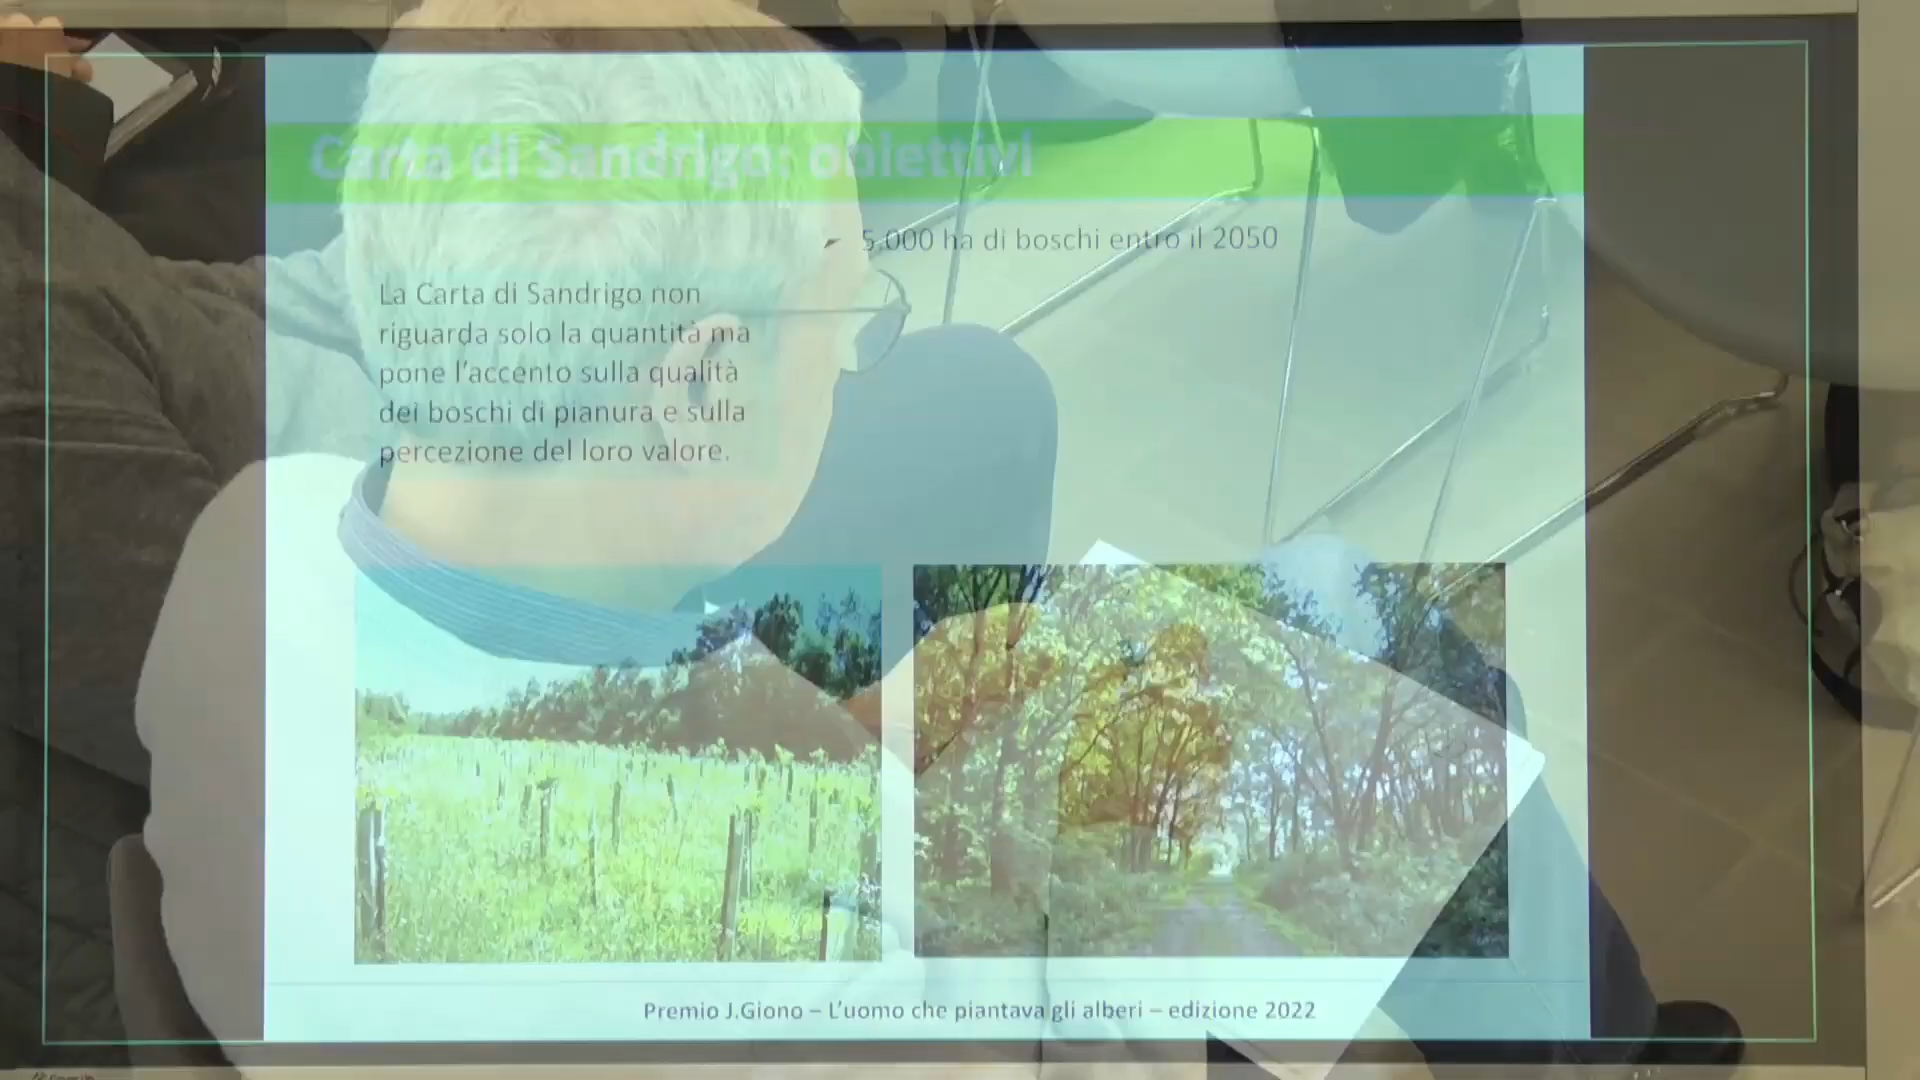 Carta di Sandrigo: obiettivi
5.000 ha di boschi entro il 2050
La Carta di Sandrigo non
riguarda solo la quantità ma
pone l'accento sulla qualità
dei boschi di pianura e sulla
percezione del loro valore.
Premio J.Giono – L'uomo che piantava gli alberi – edizione 2022